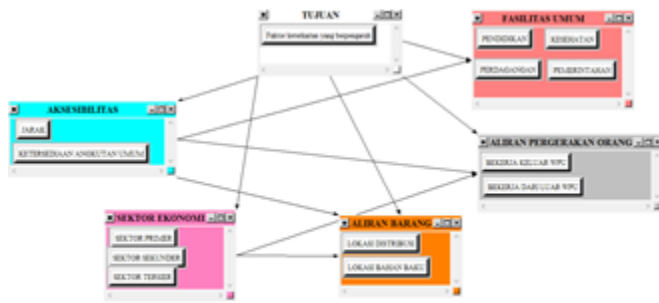 TUJUAN
Faktor keterkaitan yang berpengaruh
FASILITAS UMUM
PENDIDIKAN
KESEHATAN
PERDAGANGAN
PEMERINTAHAN
AKSESIBILITAS
JARAK
KETERSEDIAAN ANGKUTAN UMUM
ALIRAN PERGERAKAN ORANG
BEKERJA KELUAR WPU
BEKERJA DARI LUAR WPU
SEKTOR EKONOMI
SEKTOR PRIMER
SEKTOR SEKUNDER
SEKTOR TERSIER
ALIRAN BARANG
LOKASI DISTRIBUSI
LOKASI BAHAN BAKU